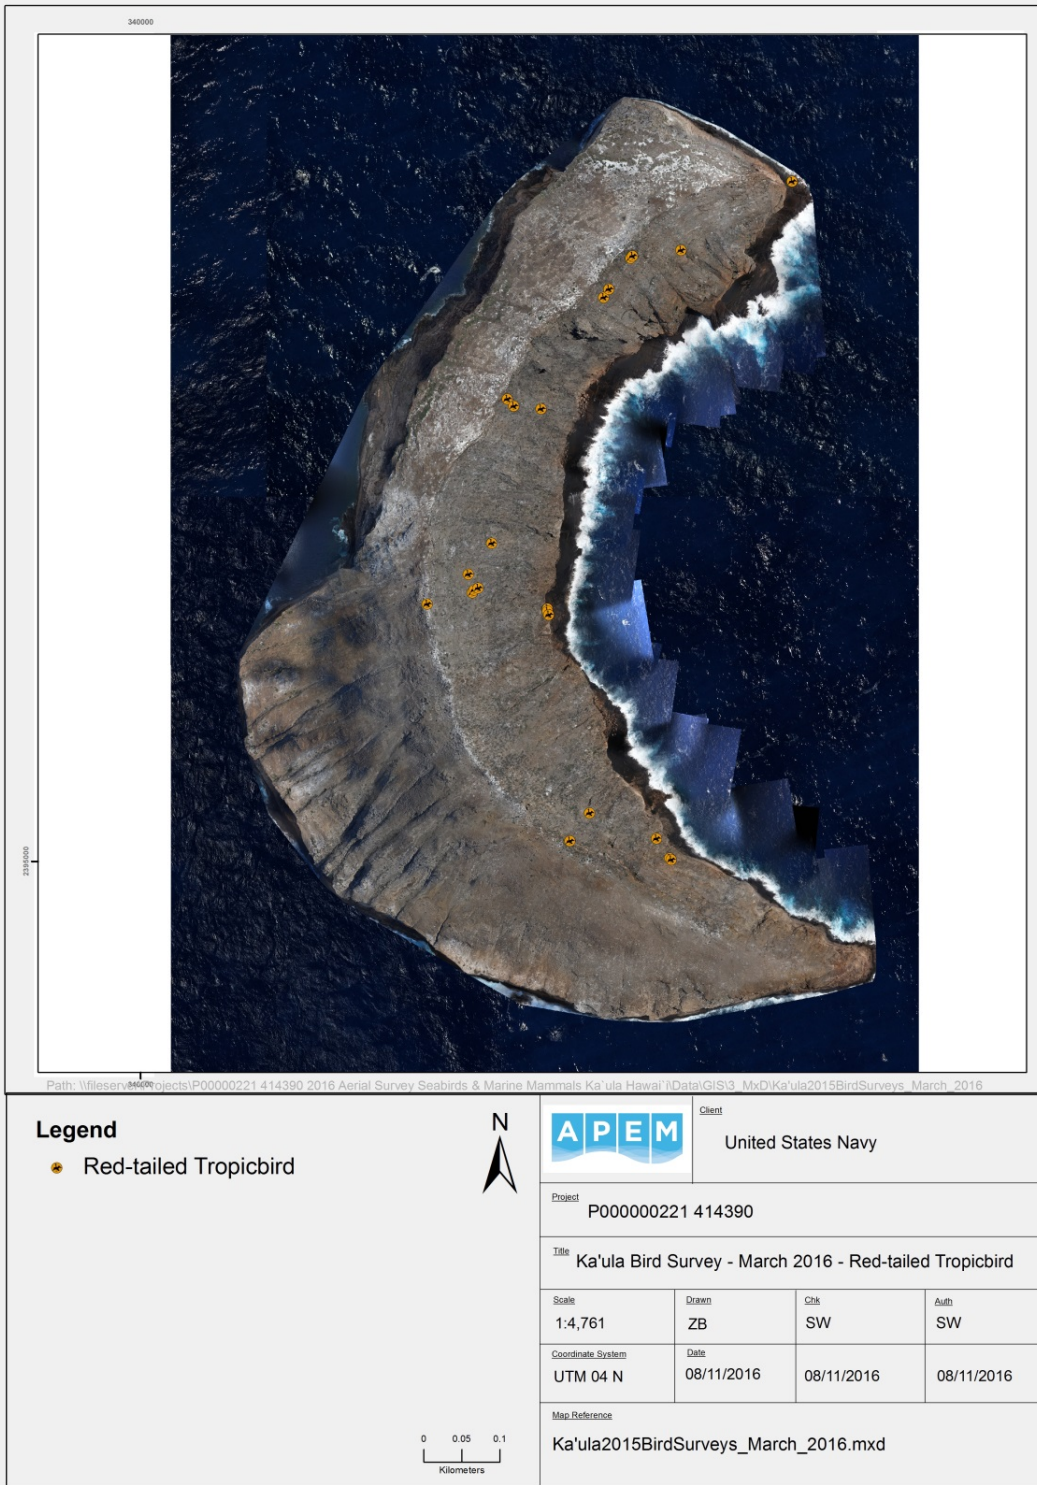 340000
2395000
340000
Path: \\fileserver\Projects\P00000221 414390 2016 Aerial Survey Seabirds & Marine Mammals Ka`ula Hawai`i\Data\GIS\3_MxD\Ka'ula2015BirdSurveys_March_2016
Legend
Red-tailed Tropicbird
N
0 0.05 0.1
Kilometers
APEM
Client
United States Navy
Project
P000000221 414390
Title
Ka'ula Bird Survey - March 2016 - Red-tailed Tropicbird
Scale
1:4,761
Drawn
ZB
Chk
SW
Auth
SW
Coordinate System
UTM 04 N
Date
08/11/2016
08/11/2016
08/11/2016
Map Reference
Ka'ula2015BirdSurveys_March_2016.mxd